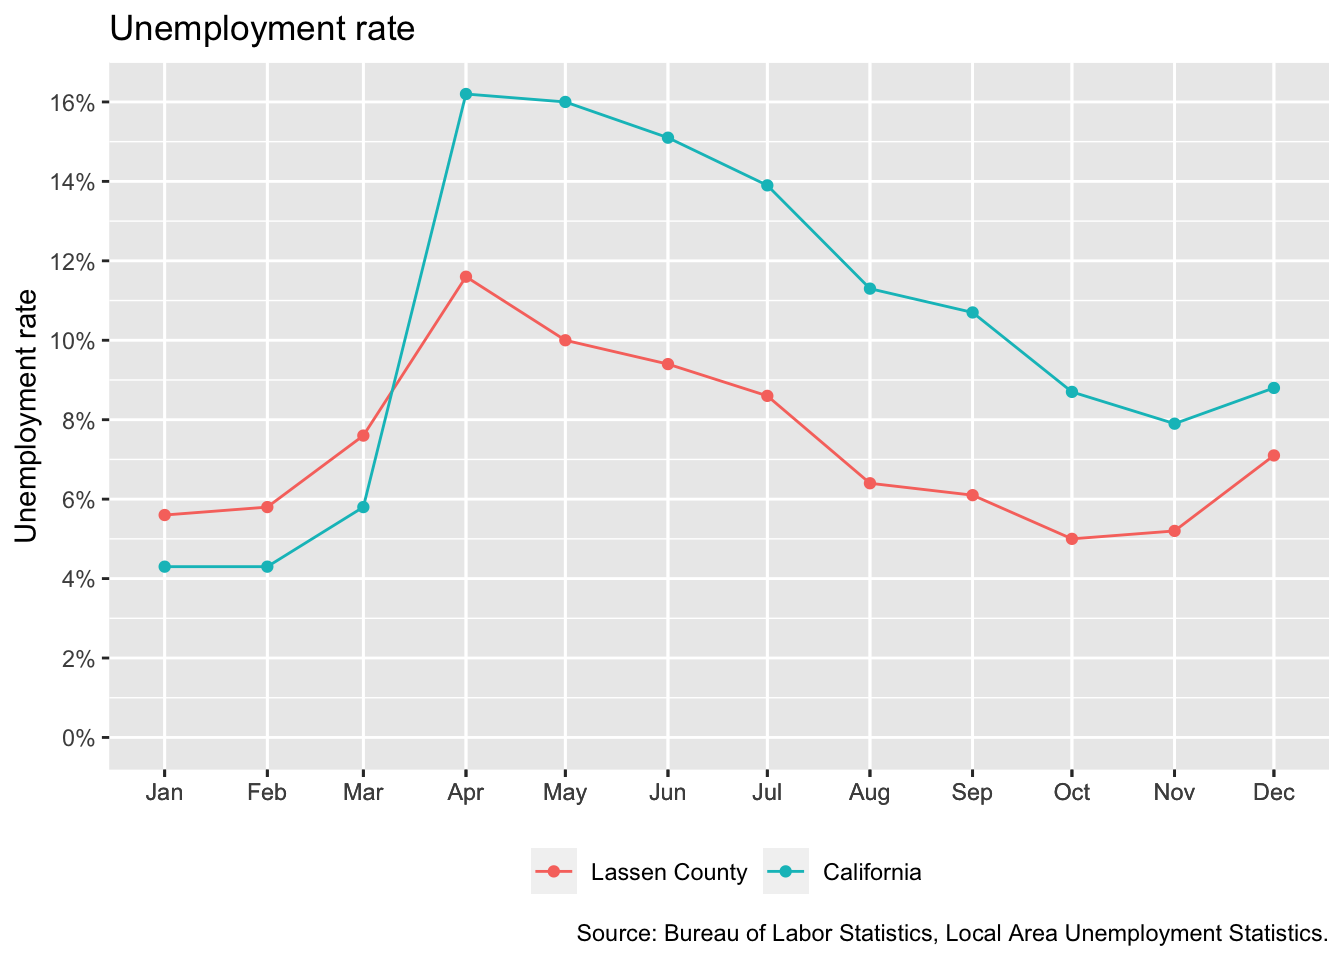 Unemployment rate
Unemployment rate
16%
14%
12%
10%
8%
6%
4%
2%
0%
Jan Feb Mar Apr May Jun Jul Aug Sep Oct Nov Dec
Lassen County California
Source: Bureau of Labor Statistics, Local Area Unemployment Statistics.